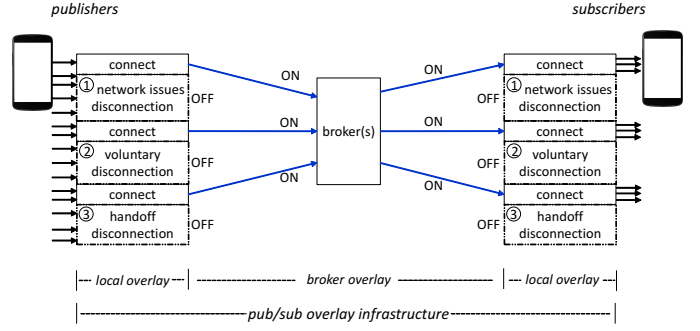 publishers
subscribers
connect
① network issues
disconnection
connect
② voluntary
disconnection
connect
③ handoff
disconnection
ON
OFF
ON
OFF
ON
OFF
broker(s)
ON
OFF
ON
OFF
ON
OFF
connect
① network issues
disconnection
connect
② voluntary
disconnection
connect
③ handoff
disconnection
local overlay
broker overlay
local overlay
pub/sub overlay infrastructure